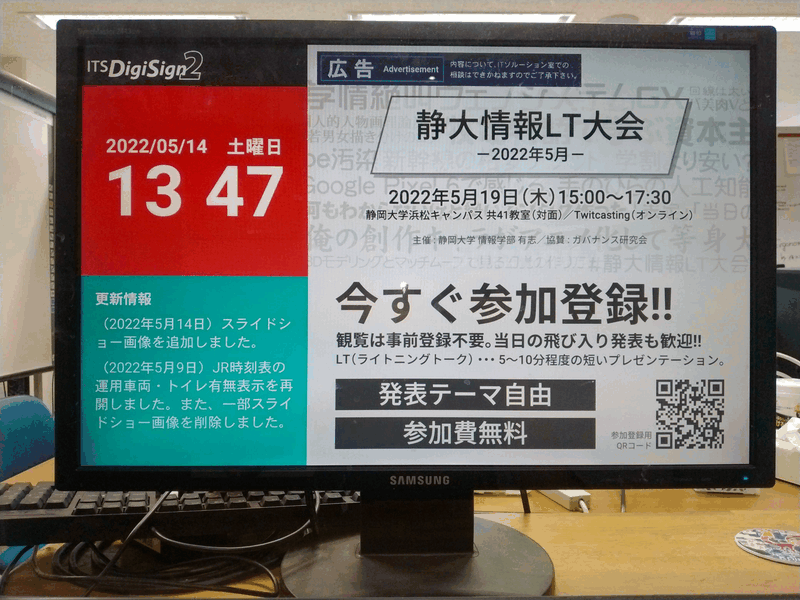 ITS DigiSign2
2022/05/14 土曜日
13 47
更新情報
（2022年5月14日）スライドシ
ョー画像を追加しました。
（2022年5月9日）JR時刻表の
運用車両・トイレ有無表示を再
開しました。また、一部スライ
ドショー画像を削除しました。
広告 Advertisement
内容について、ITソルーション室での
相談はできかねますのでご了承下さい。
静大情報LT大会
－2022年5月－
2022年5月19日（木）15:00～17:30
静岡大学浜松キャンパス 共41教室（対面）／Twitcasting（オンライン）
主催：静岡大学 情報学部 有志／協賛：ガバナンス研究会
#静大情報LT大会
今すぐ参加登録!!
観覧は事前登録不要。当日の飛び入り発表も歓迎!!
LT（ライトニングトーク）・・・5～10分程度の短いプレゼンテーション。
発表テーマ自由
参加費無料
参加登録用
QRコード
SAMSUNG